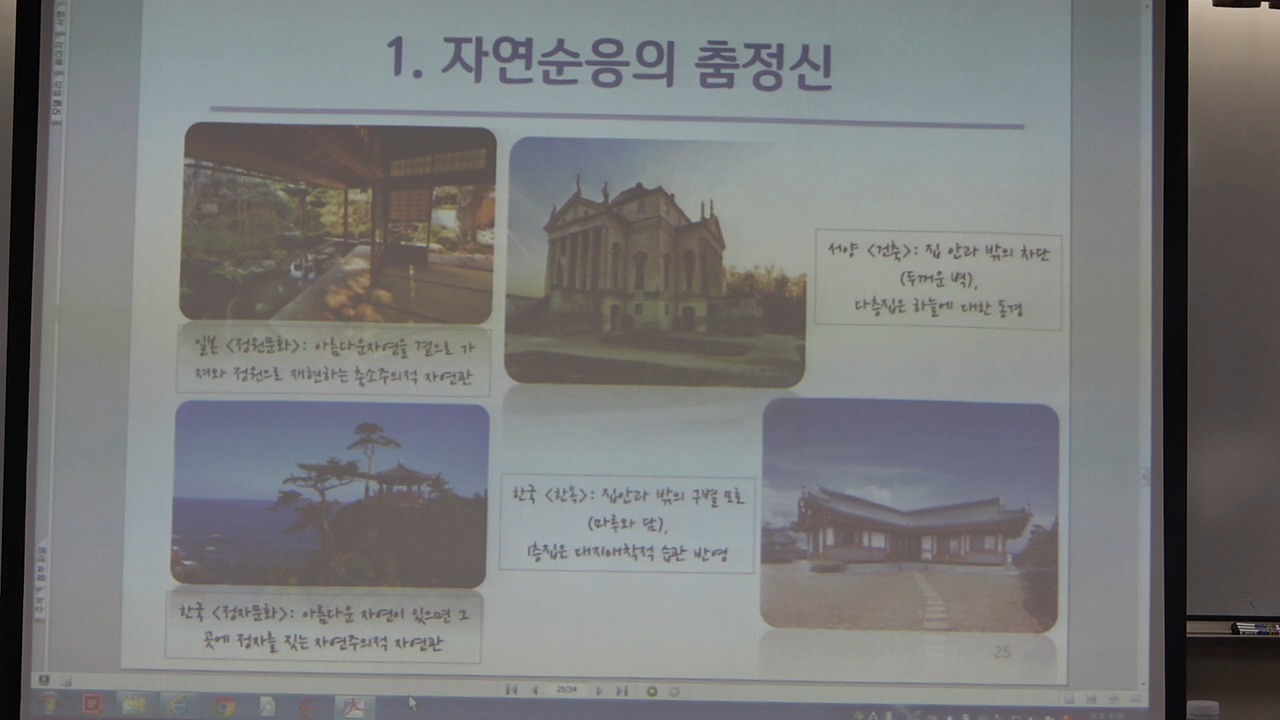 1. 자연순응의 춤정신
서양 <건축>: 집 안과 밖의 차단
(두꺼운 벽),
다층집은 하늘에 대한 동경
일본 <정원문화>: 아름다운자연을 곁으로 가
져와 정원으로 재현하는 축소주의적 자연관
한국 <한옥>: 집안과 밖의 구별 모호
(마루와 담),
1층집은 대지애착적 습관 반영
한국 <정자문화>: 아름다운 자연이 있으면 그
곳에 정자를 짓는 자연주의적 자연관
25
25/34